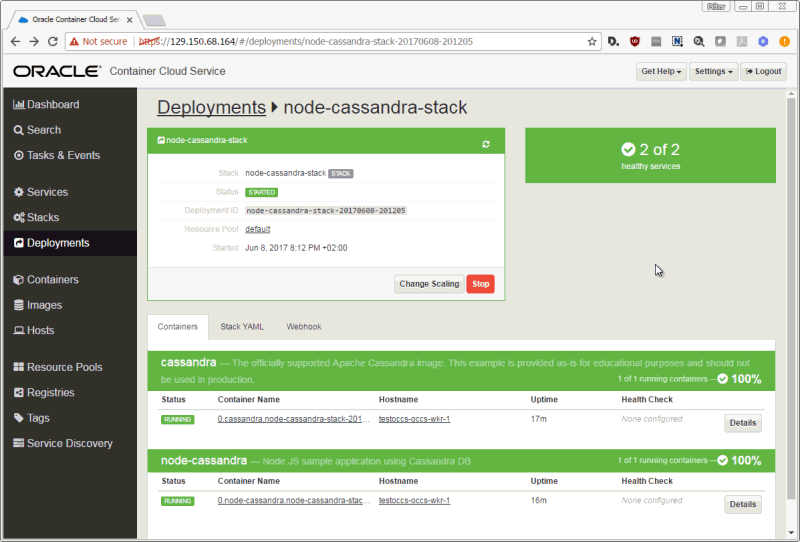 Péter
Oracle Container Cloud Ser
Not secure https://129.150.68.164/#/deployments/node-cassandra-stack-20170608-201205
ORACLE Container Cloud Service
Get Help Settings Logout
Dashboard
Search
Tasks & Events
Services
Stacks
Deployments
Containers
Images
Hosts
Resource Pools
Registries
Tags
Service Discovery
Deployments node-cassandra-stack
node-cassandra-stack
Stack node-cassandra-stack STACK
Status STARTED
Deployment ID node-cassandra-stack-20170608-201205
Resource Pool default
Started Jun 8, 2017 8:12 PM +02:00
Change Scaling Stop
2 of 2
healthy services
Containers Stack YAML Webhook
cassandra — The officially supported Apache Cassandra image. This example is provided as-is for educational purposes and should
not be used in production. 1 of 1 running containers — 100%
Status Container Name Hostname Uptime Health Check
RUNNING 0.cassandra.node-cassandra-stack-201... testoccs-occs-wkr-1 17m None configured Details
node-cassandra — Node JS sample application using Cassandra DB 1 of 1 running containers — 100%
Status Container Name Hostname Uptime Health Check
RUNNING 0.node-cassandra.node-cassandra-stac... testoccs-occs-wkr-1 16m None configured Details